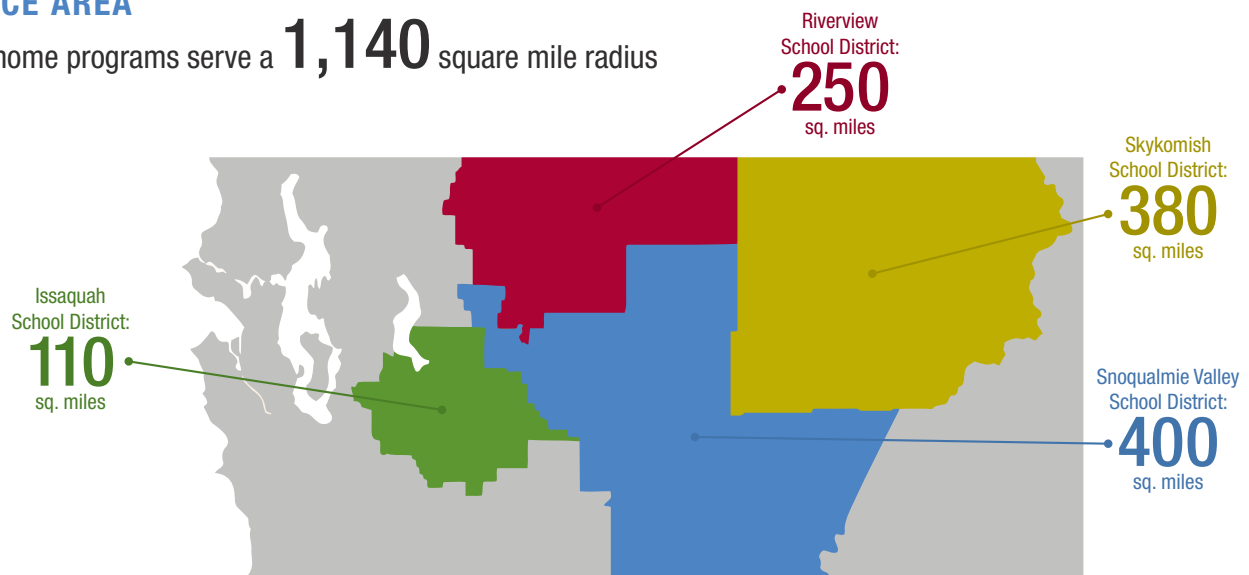 CE AREA
home programs serve a 1,140 square mile radius
Riverview
School District:
250
sq. miles
Skykomish
School District:
380
sq. miles
Issaquah
School District:
110
sq. miles
Snoqualmie Valley
School District:
400
sq. miles